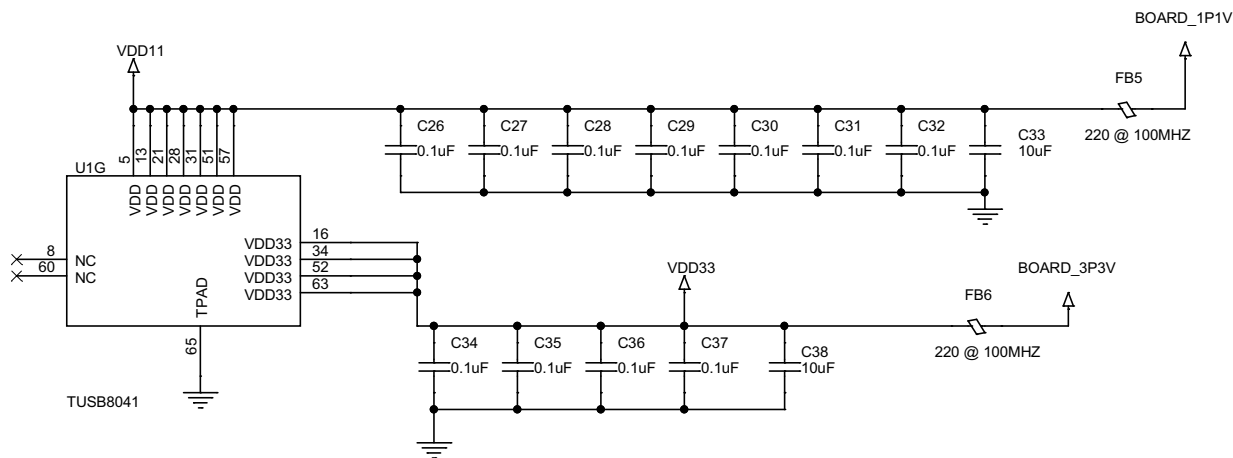 BOARD_1P1V
VDD11
FB5
220 @ 100MHZ
C26
0.1uF
C27
0.1uF
C28
0.1uF
C29
0.1uF
C30
0.1uF
C31
0.1uF
C32
0.1uF
C33
10uF
5
13
21
28
31
51
57
U1G
VDD
VDD
VDD
VDD
VDD
VDD
VDD
8
NC
60
NC
VDD33
16
VDD33
34
VDD33
52
VDD33
63
TPAD
65
TUSB8041
VDD33
BOARD_3P3V
FB6
220 @ 100MHZ
C34
0.1uF
C35
0.1uF
C36
0.1uF
C37
0.1uF
C38
10uF